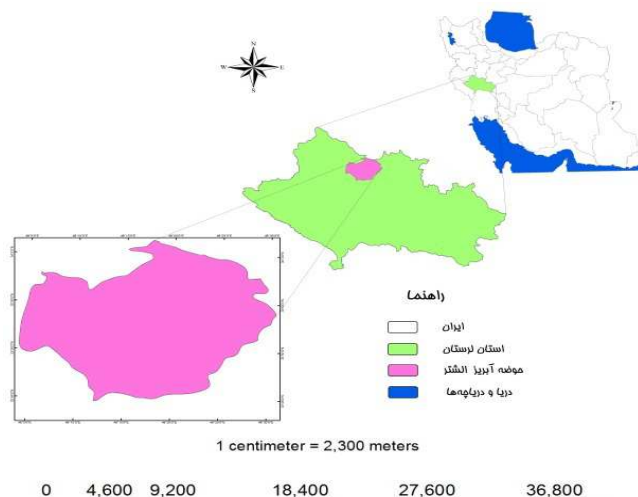 N
W E
S
راهنما
ایران
استان لرستان
حوضه آبریز الشتر
دریا و دریاچه‌ها
1 centimeter = 2,300 meters
0 4,600 9,200 18,400 27,600 36,800